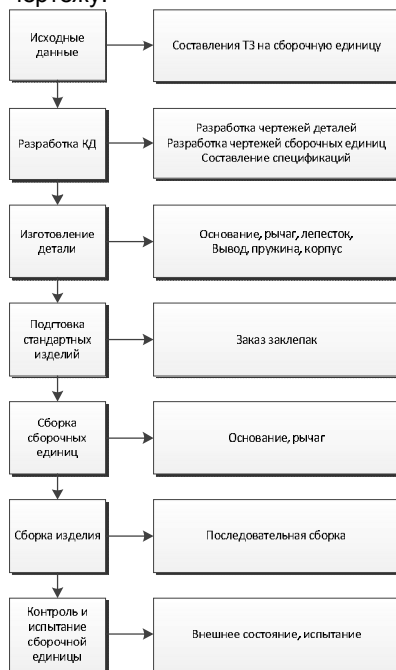 чертежу.
Исходные
данные
Составления ТЗ на сборочную единицу
Разработка КД
Разработка чертежей деталей
Разработка чертежей сборочных единиц
Составление спецификаций
Изготовление
детали
Основание, рычаг, лепесток,
Вывод, пружина, корпус
Подгтовка
стандартных
изделий
Заказ заклепак
Сборка
сборочных
единиц
Основание, рычаг
Сборка изделия
Последовательная сборка
Контроль и
испытание
сборочной
единицы
Внешнее состояние, испытание